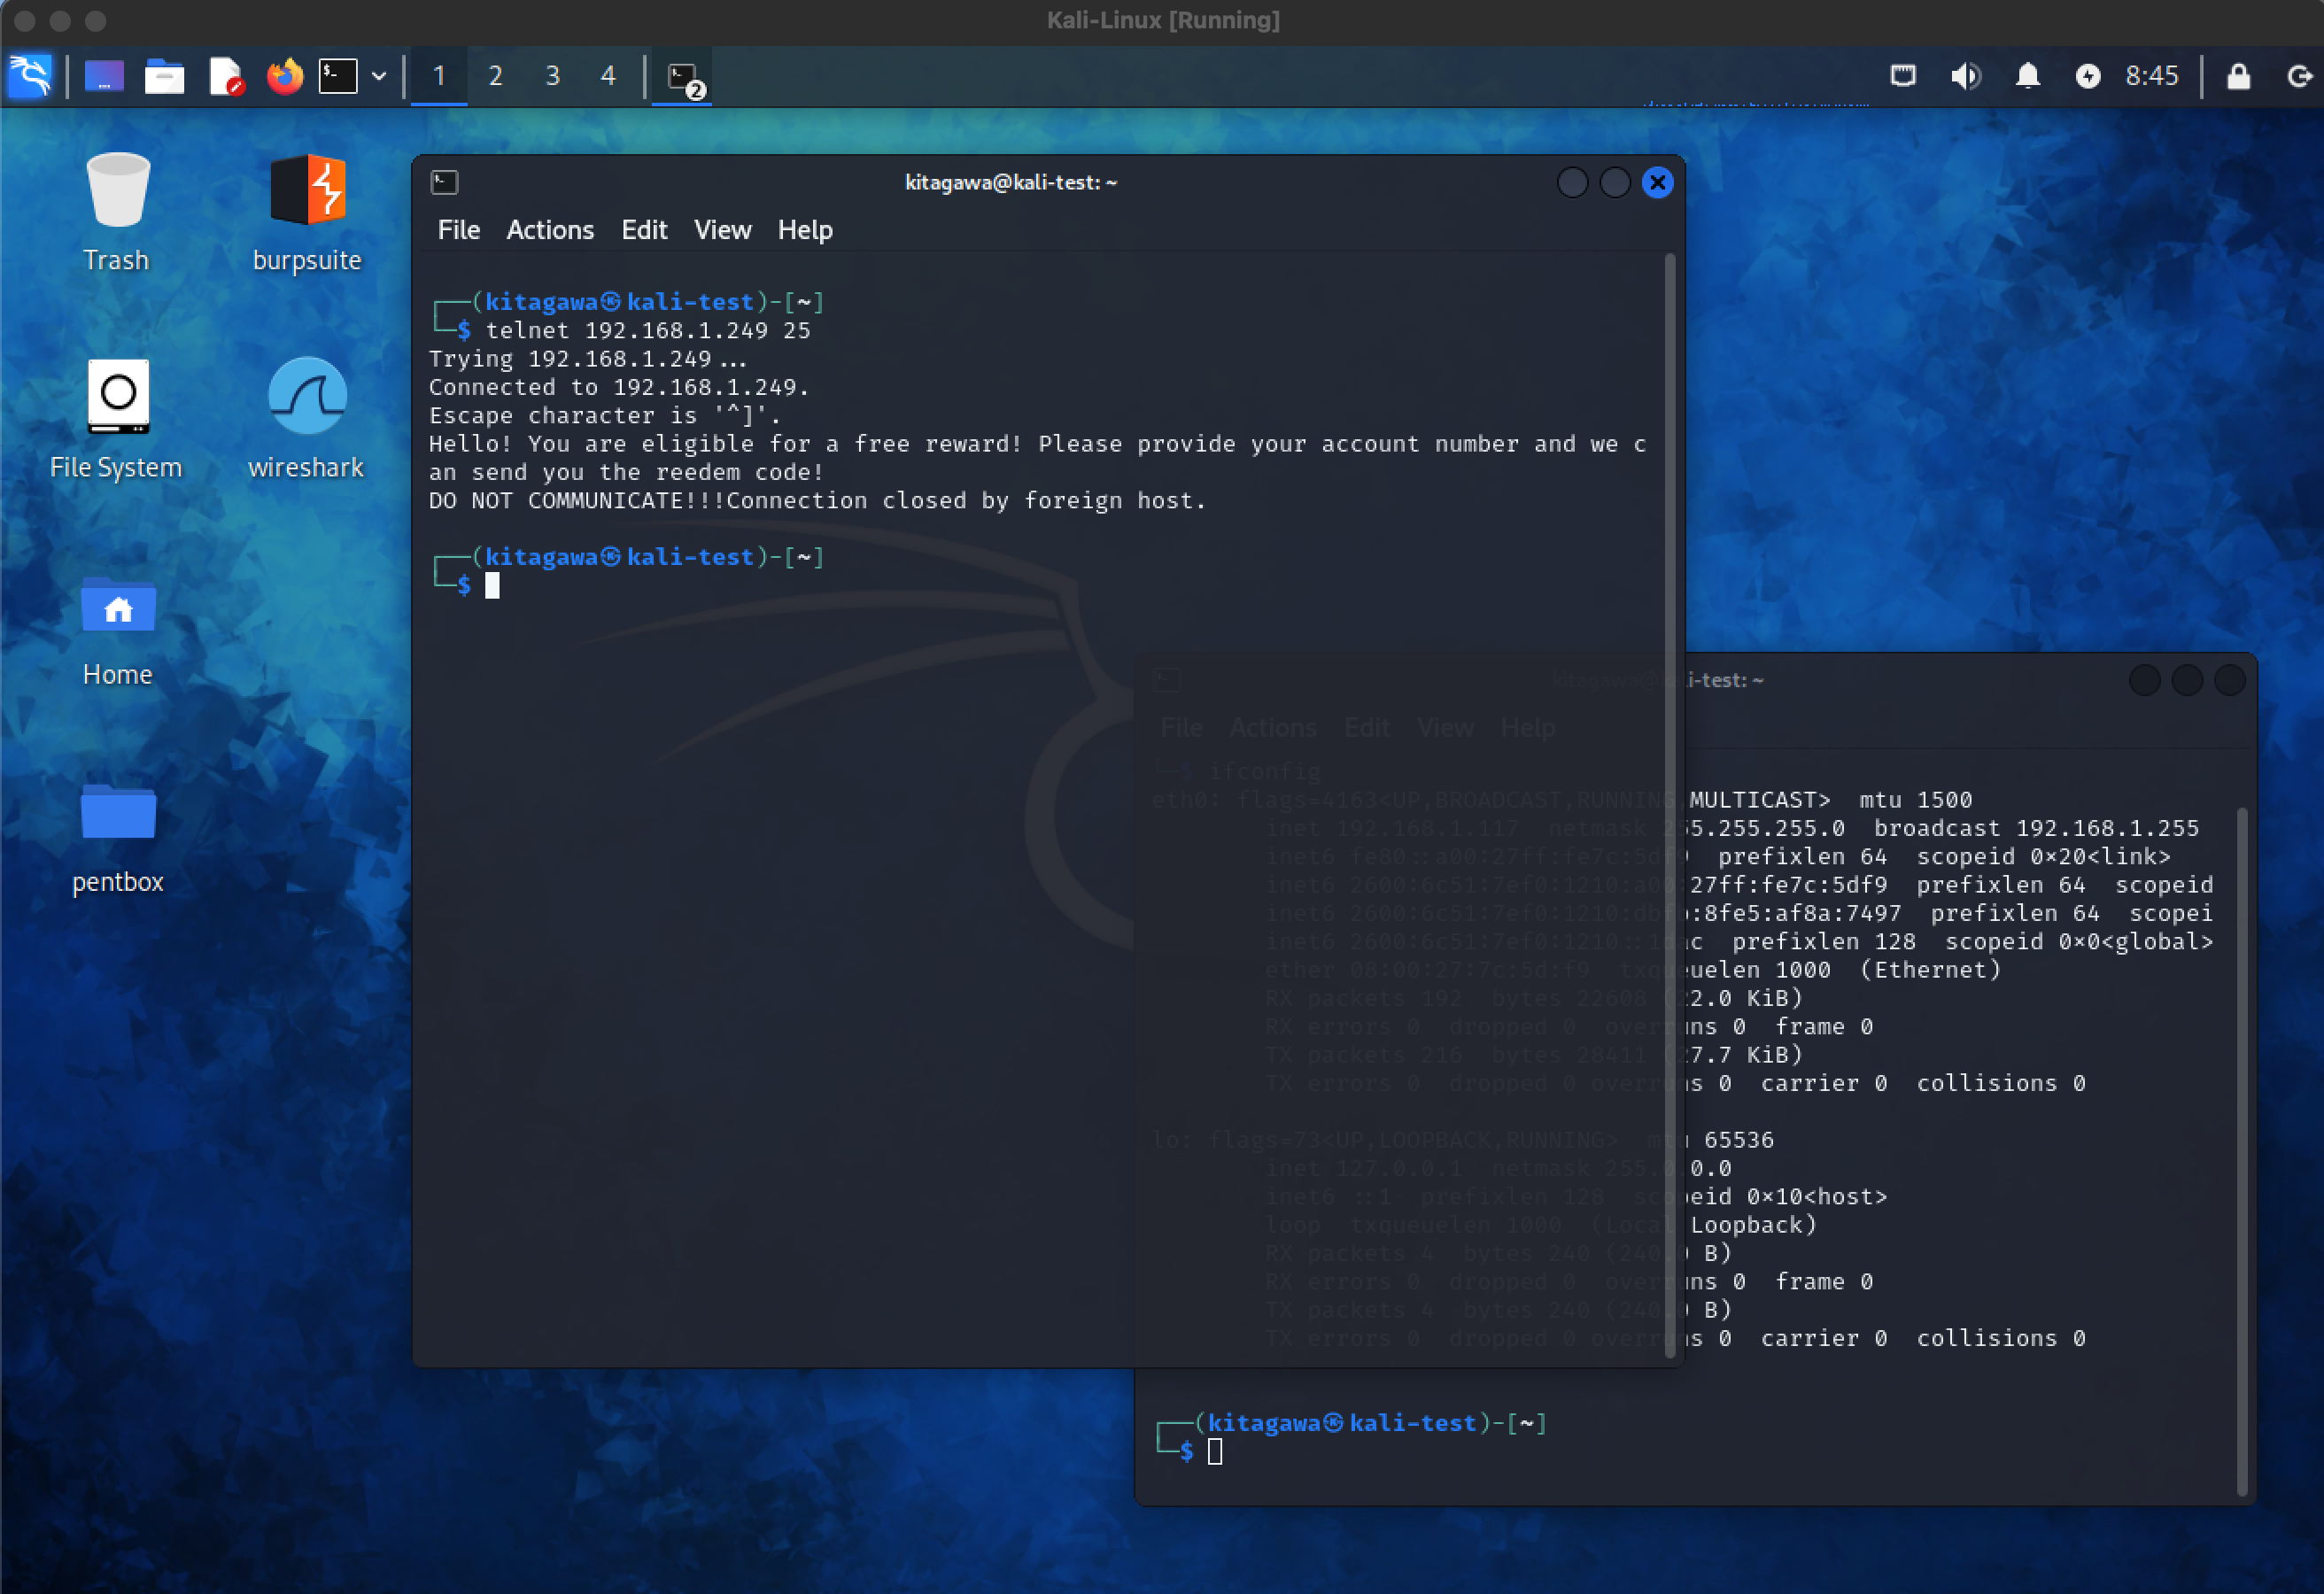 Kali-Linux [Running]
1 2 3 4 2 8:45
Trash
burpsuite
File System
wireshark
Home
pentbox
kitagawa@kali-test: ~
File Actions Edit View Help
┌──(kitagawa㉿kali-test)-[~]
└─$ telnet 192.168.1.249 25
Trying 192.168.1.249...
Connected to 192.168.1.249.
Escape character is '^]'.
Hello! You are eligible for a free reward! Please provide your account number and we c
an send you the reedem code!
DO NOT COMMUNICATE!!!Connection closed by foreign host.
┌──(kitagawa㉿kali-test)-[~]
└─$
kitagawa@kali-test: ~
File Actions Edit View Help
└─$ ifconfig
eth0: flags=4163<UP,BROADCAST,RUNNING,MULTICAST> mtu 1500
inet 192.168.1.117 netmask 255.255.255.0 broadcast 192.168.1.255
inet6 fe80::a00:27ff:fe7c:5df9 prefixlen 64 scopeid 0×20<link>
inet6 2600:6c51:7ef0:1210:a00:27ff:fe7c:5df9 prefixlen 64 scopeid
inet6 2600:6c51:7ef0:1210:dbfb:8fe5:af8a:7497 prefixlen 64 scopei
inet6 2600:6c51:7ef0:1210::1dac prefixlen 128 scopeid 0×0<global>
ether 08:00:27:7c:5d:f9 txqueuelen 1000 (Ethernet)
RX packets 192 bytes 22608 (22.0 KiB)
RX errors 0 dropped 0 overruns 0 frame 0
TX packets 216 bytes 28411 (27.7 KiB)
TX errors 0 dropped 0 overruns 0 carrier 0 collisions 0
lo: flags=73<UP,LOOPBACK,RUNNING> mtu 65536
inet 127.0.0.1 netmask 255.0.0.0
inet6 ::1 prefixlen 128 scopeid 0×10<host>
loop txqueuelen 1000 (Local Loopback)
RX packets 4 bytes 240 (240.0 B)
RX errors 0 dropped 0 overruns 0 frame 0
TX packets 4 bytes 240 (240.0 B)
TX errors 0 dropped 0 overruns 0 carrier 0 collisions 0
┌──(kitagawa㉿kali-test)-[~]
└─$